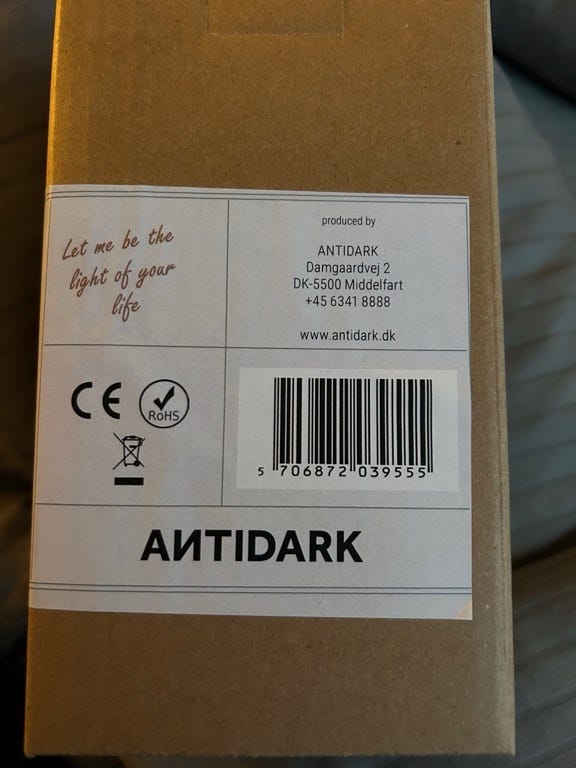 Let me be the
light of your
life
produced by
ANTIDARK
Damgaardvej 2
DK-5500 Middelfart
+45 6341 8888
www.antidark.dk
CE
RoHS
5 706872 039555
AИTIDARK